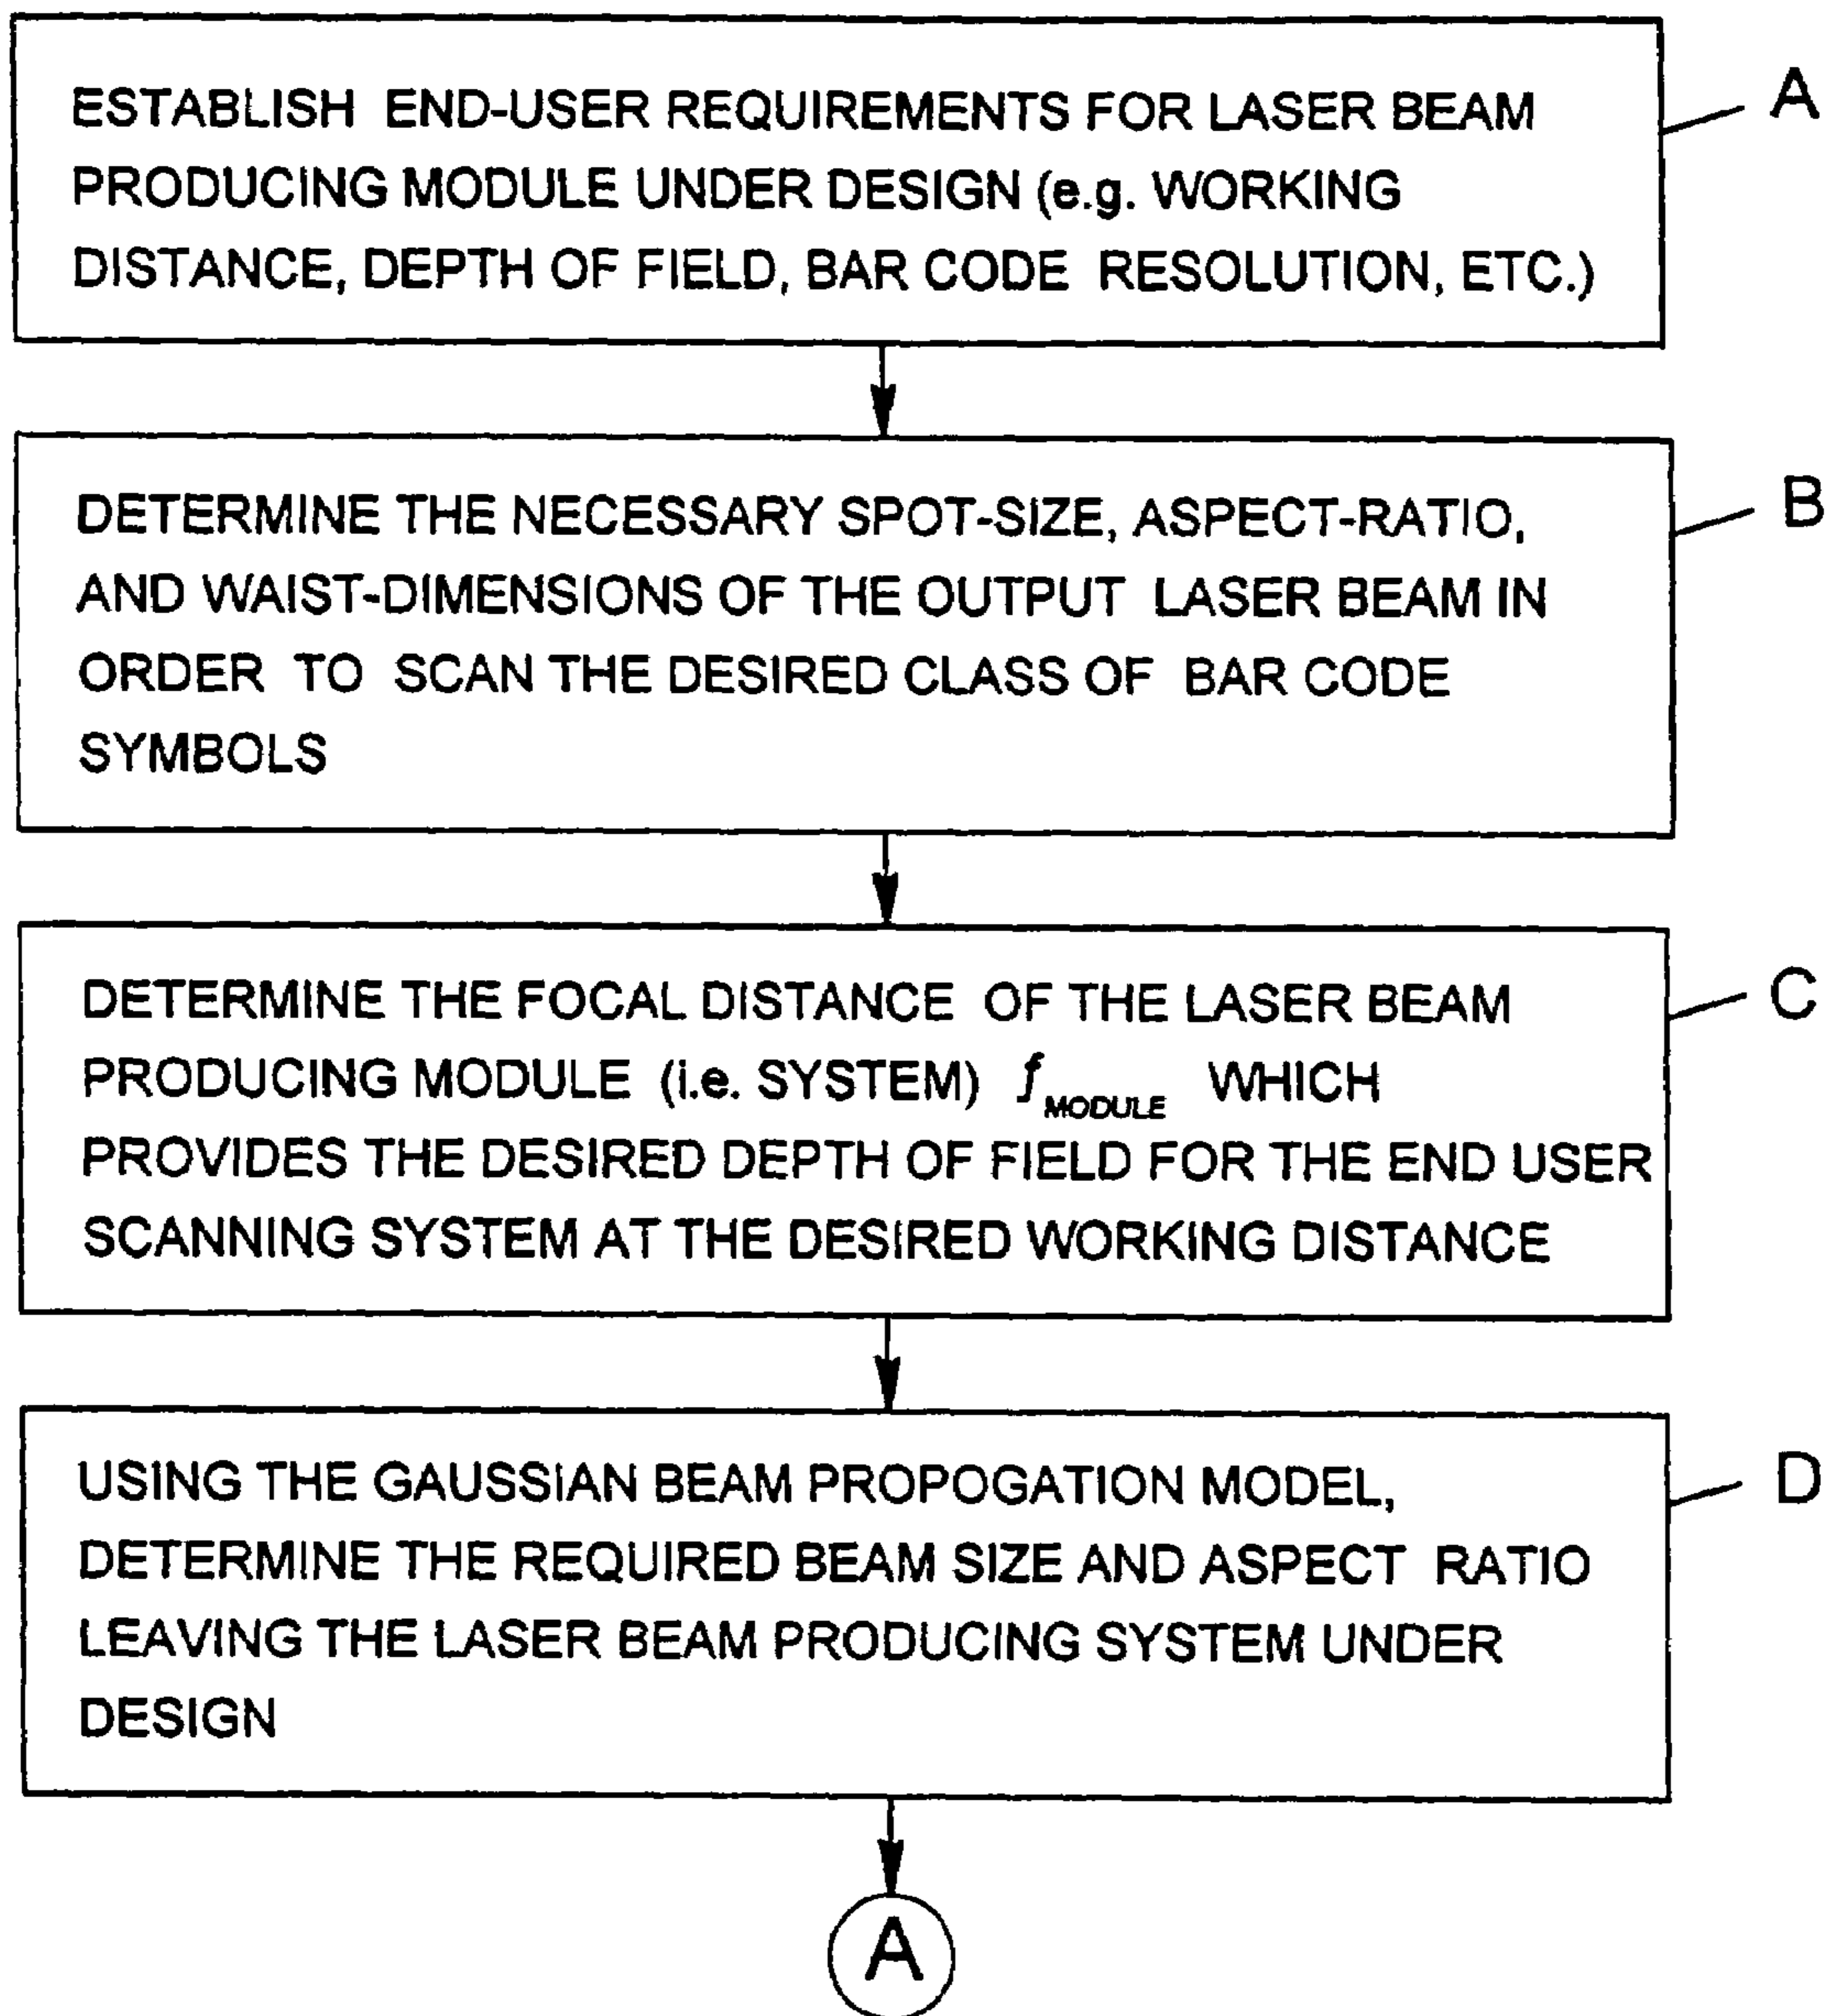 ESTABLISH END-USER REQUIREMENTS FOR LASER BEAM
PRODUCING MODULE UNDER DESIGN (e.g. WORKING
DISTANCE, DEPTH OF FIELD, BAR CODE RESOLUTION, ETC.)
A
DETERMINE THE NECESSARY SPOT-SIZE, ASPECT-RATIO,
AND WAIST-DIMENSIONS OF THE OUTPUT LASER BEAM IN
ORDER TO SCAN THE DESIRED CLASS OF BAR CODE
SYMBOLS
B
DETERMINE THE FOCAL DISTANCE OF THE LASER BEAM
PRODUCING MODULE (i.e. SYSTEM) f MODULE WHICH
PROVIDES THE DESIRED DEPTH OF FIELD FOR THE END USER
SCANNING SYSTEM AT THE DESIRED WORKING DISTANCE
C
USING THE GAUSSIAN BEAM PROPOGATION MODEL,
DETERMINE THE REQUIRED BEAM SIZE AND ASPECT RATIO
LEAVING THE LASER BEAM PRODUCING SYSTEM UNDER
DESIGN
D
A